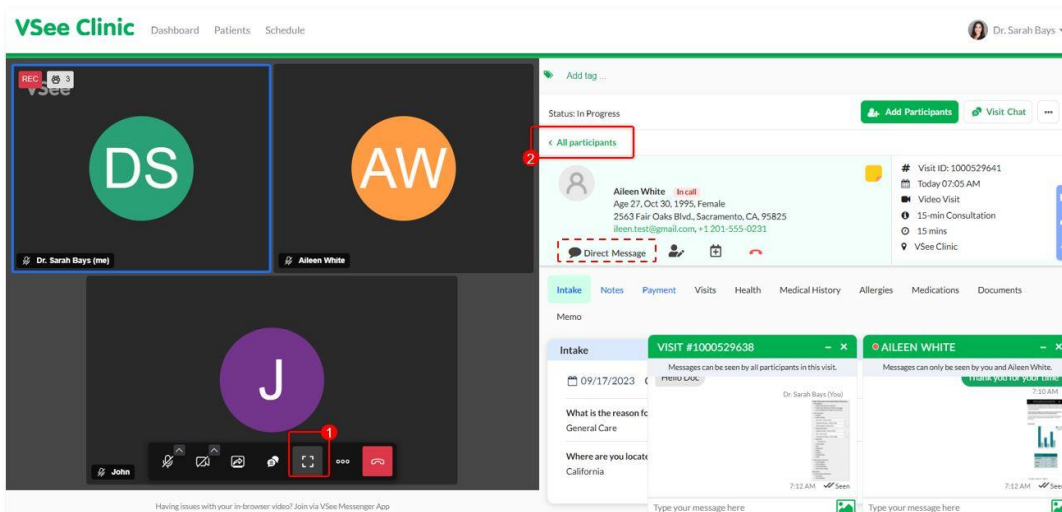 VSee Clinic
Dashboard Patients Schedule
Dr. Sarah Bays
REC 3
VSee
DS
Dr. Sarah Bays (me)
AW
Aileen White
J
John
1
Having issues with your in-browser video? Join via VSee Messenger App
Add tag ...
Status: In Progress
Add Participants
Visit Chat
2
< All participants
Aileen White In call
Age 27, Oct 30, 1995, Female
2563 Fair Oaks Blvd., Sacramento, CA, 95825
ileen.test@gmail.com, +1 201-555-0231
Direct Message
# Visit ID: 1000529641
Today 07:05 AM
Video Visit
15-min Consultation
15 mins
VSee Clinic
Intake Notes Payment Visits Health Medical History Allergies Medications Documents
Memo
Intake
09/17/2023
What is the reason fo
General Care
Where are you locate
California
VISIT #1000529638 – ×
Messages can be seen by all participants in this visit.
Hello Doc
Dr. Sarah Bays (You)
7:12 AM Seen
Type your message here
AILEEN WHITE – ×
Messages can only be seen by you and Aileen White.
Thank you for your time
7:10 AM
7:12 AM See
Type your message here